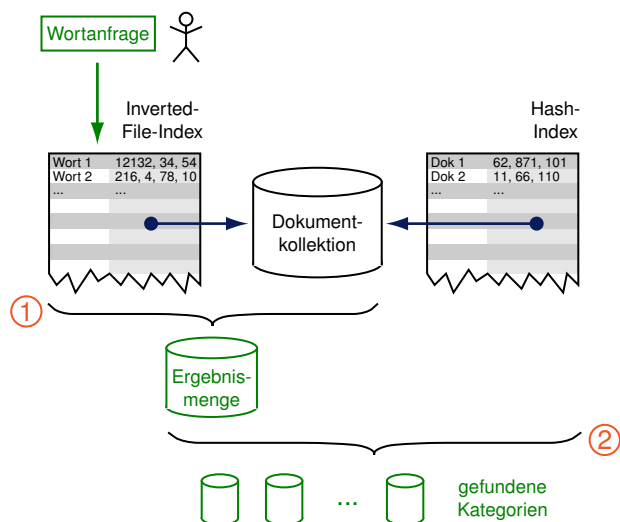 Wortanfrage
Inverted-
File-Index
Hash-
Index
Wort 1 12132, 34, 54
Wort 2 216, 4, 78, 10
... ...
Dok 1 62, 871, 101
Dok 2 11, 66, 110
... ...
Dokument-
kollektion
1
Ergebnis-
menge
2
...
gefundene
Kategorien